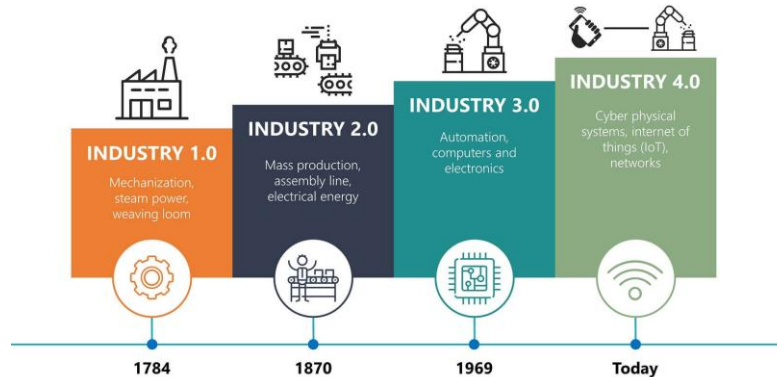 INDUSTRY 1.0
Mechanization,
steam power,
weaving loom
INDUSTRY 2.0
Mass production,
assembly line,
electrical energy
INDUSTRY 3.0
Automation,
computers and
electronics
INDUSTRY 4.0
Cyber physical
systems, internet of
things (IoT),
networks
1784
1870
1969
Today